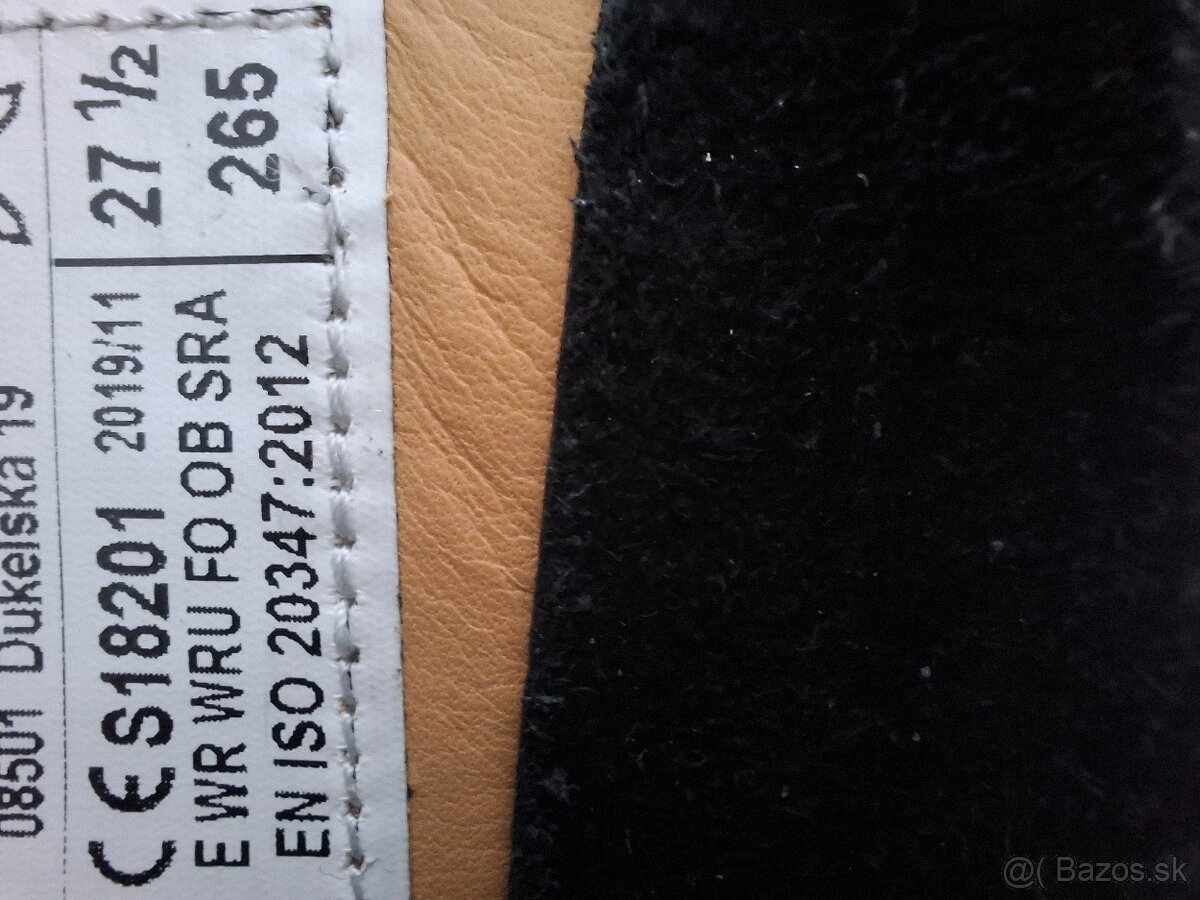 08501 Dukelská 19
CE S18201 2019/11 27 1/2
E WR WRU FO OB SRA 265
EN ISO 20347:2012
@( Bazos.sk